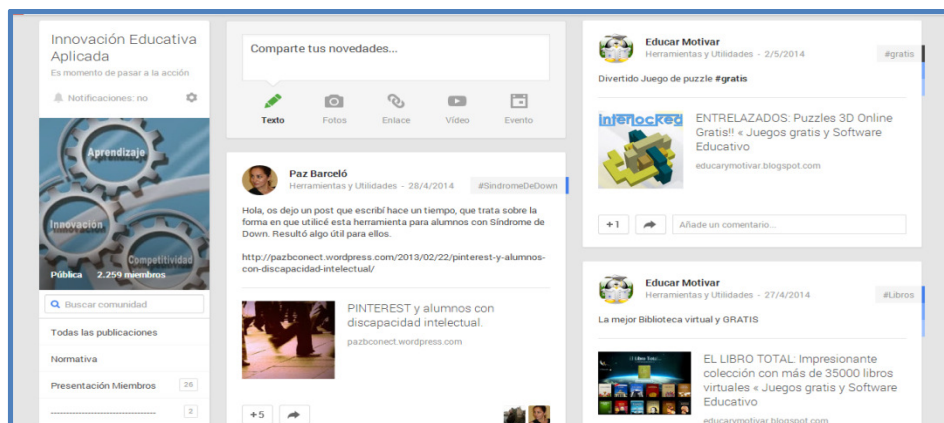 Innovación Educativa
Aplicada
Es momento de pasar a la acción
Notificaciones: no
Aprendizaje
Innovación
Competitividad
Pública 2.259 miembros
Buscar comunidad
Todas las publicaciones
Normativa
Presentación Miembros 26
----------------------------------- 2
Comparte tus novedades...
Texto Fotos Enlace Vídeo Evento
Paz Barceló
Herramientas y Utilidades - 28/4/2014 #SindromeDeDown
Hola, os dejo un post que escribí hace un tiempo, que trata sobre la
forma en que utilicé esta herramienta para alumnos con Síndrome de
Down. Resultó algo útil para ellos.
http://pazbconect.wordpress.com/2013/02/22/pinterest-y-alumnos-
con-discapacidad-intelectual/
PINTEREST y alumnos con
discapacidad intelectual.
pazbconect.wordpress.com
+5
Educar Motivar
Herramientas y Utilidades - 2/5/2014 #gratis
Divertido Juego de puzzle #gratis
Interlocked
ENTRELAZADOS: Puzzles 3D Online
Gratis!! « Juegos gratis y Software
Educativo
educarymotivar.blogspot.com
+1 Añade un comentario...
Educar Motivar
Herramientas y Utilidades - 27/4/2014 #Libros
La mejor Biblioteca virtual y GRATIS
El Libro Total
EL LIBRO TOTAL: Impresionante
colección con más de 35000 libros
virtuales « Juegos gratis y Software
Educativo
educarymotivar.blogspot.com